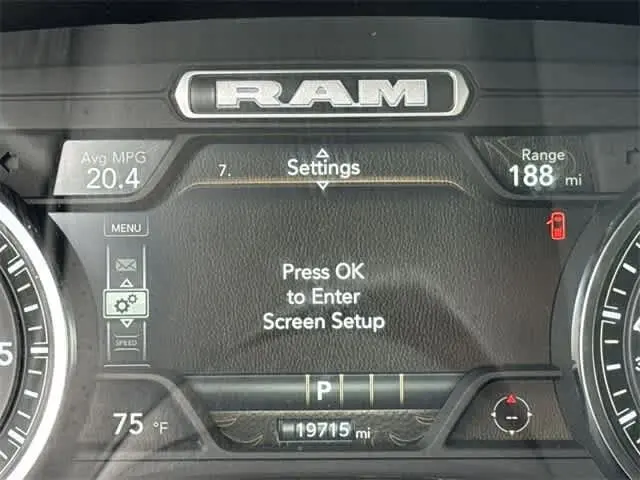 RAM
Avg MPG
20.4
7. Settings
Range
188 mi
MENU
Press OK
to Enter
Screen Setup
SPEED
P
75 °F
19715 mi
--
5